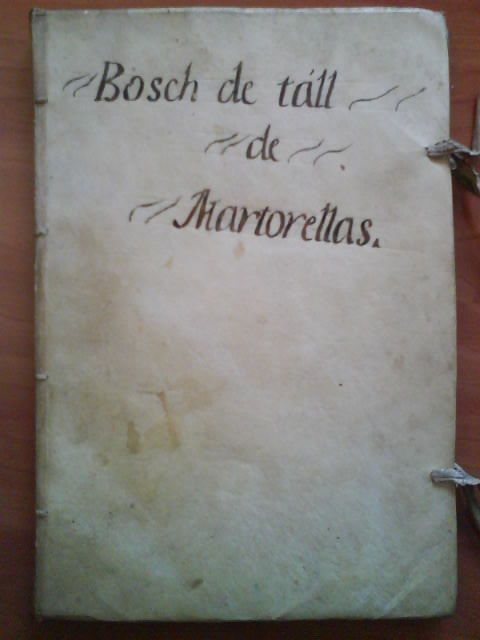 Bosch de táll
de
Martorellas.